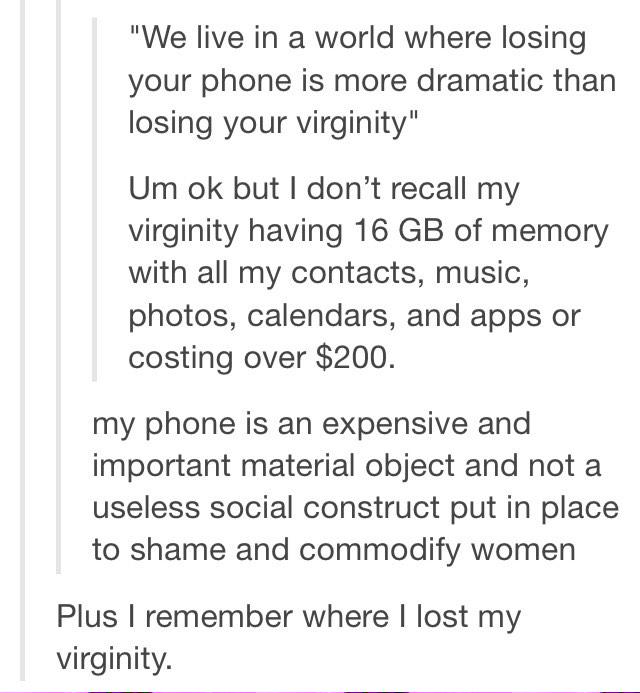 "We live in a world where losing
your phone is more dramatic than
losing your virginity"
Um ok but I don’t recall my
virginity having 16 GB of memory
with all my contacts, music,
photos, calendars, and apps or
costing over $200.
my phone is an expensive and
important material object and not a
useless social construct put in place
to shame and commodify women
Plus I remember where I lost my
virginity.